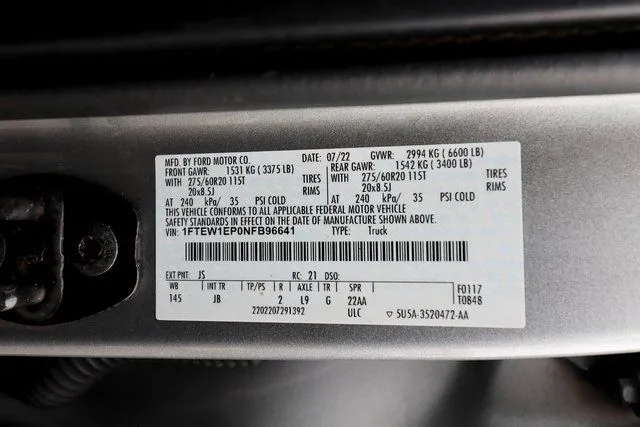 MFD. BY FORD MOTOR CO. DATE: 07/22 GVWR: 2994 KG ( 6600 LB)
FRONT GAWR: 1531 KG ( 3375 LB) REAR GAWR: 1542 KG ( 3400 LB)
WITH 275/60R20 115T TIRES WITH 275/60R20 115T TIRES
20x8.5J RIMS 20x8.5J RIMS
AT 240 kPa/ 35 PSI COLD AT 240 kPa/ 35 PSI COLD
THIS VEHICLE CONFORMS TO ALL APPLICABLE FEDERAL MOTOR VEHICLE
SAFETY STANDARDS IN EFFECT ON THE DATE OF MANUFACTURE SHOWN ABOVE.
VIN: 1FTEW1EP0NFB96641 TYPE: Truck
EXT PNT: JS RC: 21 DSO:
WB INT TR TP/PS R AXLE TR SPR F0117
145 JB 2 L9 G 22AA T0848
2202207291392 ULC ▽ 5U5A-3520472-AA